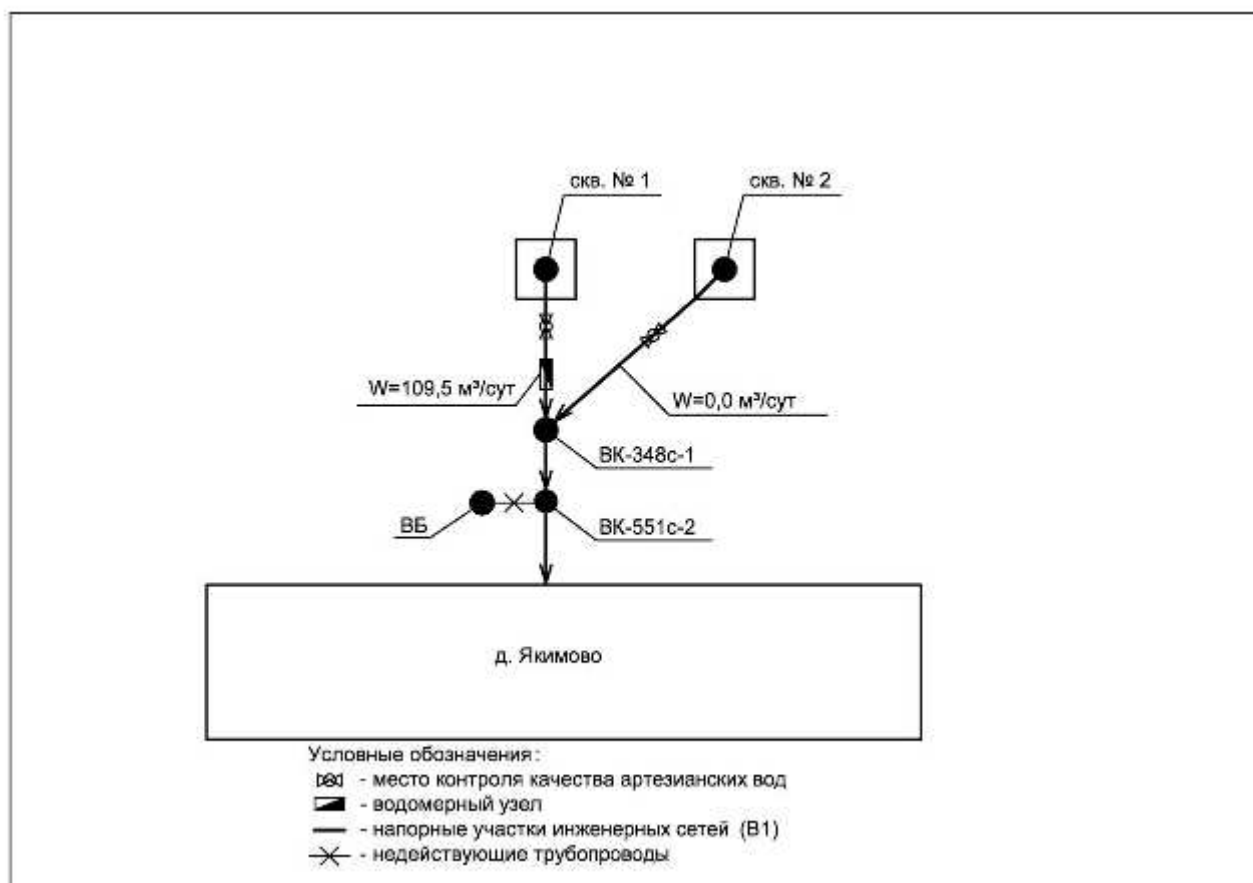 скв. № 1
скв. № 2
W=109,5 м³/сут
W=0,0 м³/сут
ВК-348с-1
ВБ
ВК-551с-2
д. Якимово
Условные обозначения:
- место контроля качества артезианских вод
- водомерный узел
- напорные участки инженерных сетей (В1)
- недействующие трубопроводы